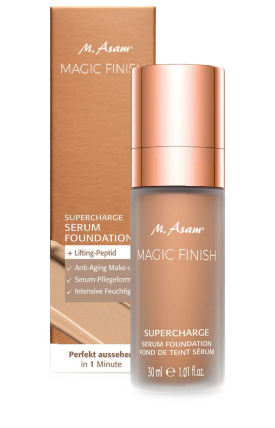 M. Asam®
MAGIC FINISH
SUPERCHARGE
SERUM
FOUNDATION
+ Lifting-Peptid
✓ Anti-Aging Make-
✓ Serum-Pflegeform
✓ Intensive Feuchtig
Perfekt aussehe
in 1 Minute
M. Asam®
MAGIC FINISH
SUPERCHARGE
SERUM FOUNDATION
FOND DE TEINT SÉRUM
30 ml ℮ 1.01 fl.oz.